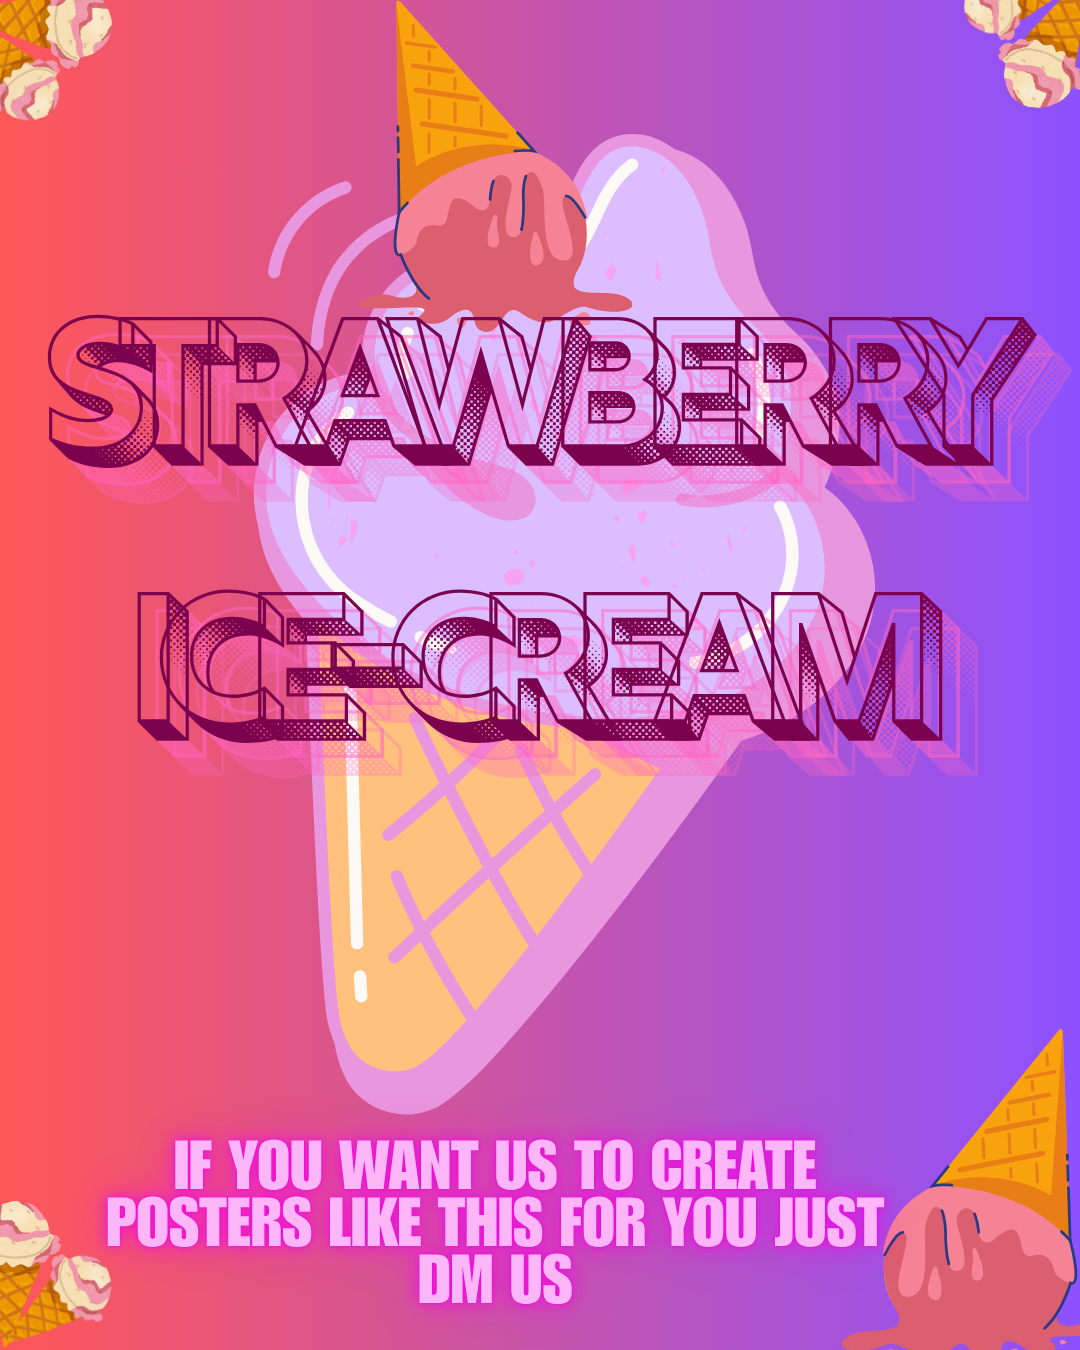 STRAWBERRY
ICE-CREAM
IF YOU WANT US TO CREATE
POSTERS LIKE THIS FOR YOU JUST
DM US